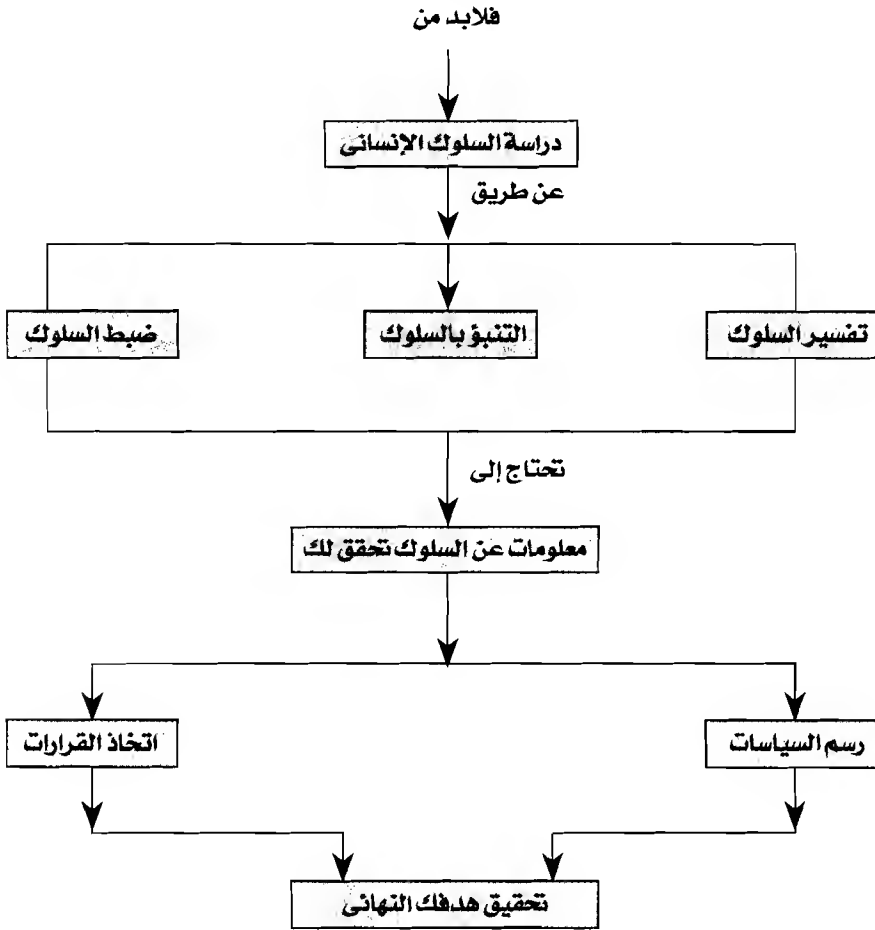 فلابد من
دراسة السلوك الإنسانى
عن طريق
تفسير السلوك
التنبؤ بالسلوك
ضبط السلوك
تحتاج إلى
معلومات عن السلوك تحقق لك
رسم السياسات
اتخاذ القرارات
تحقيق هدفك النهائى